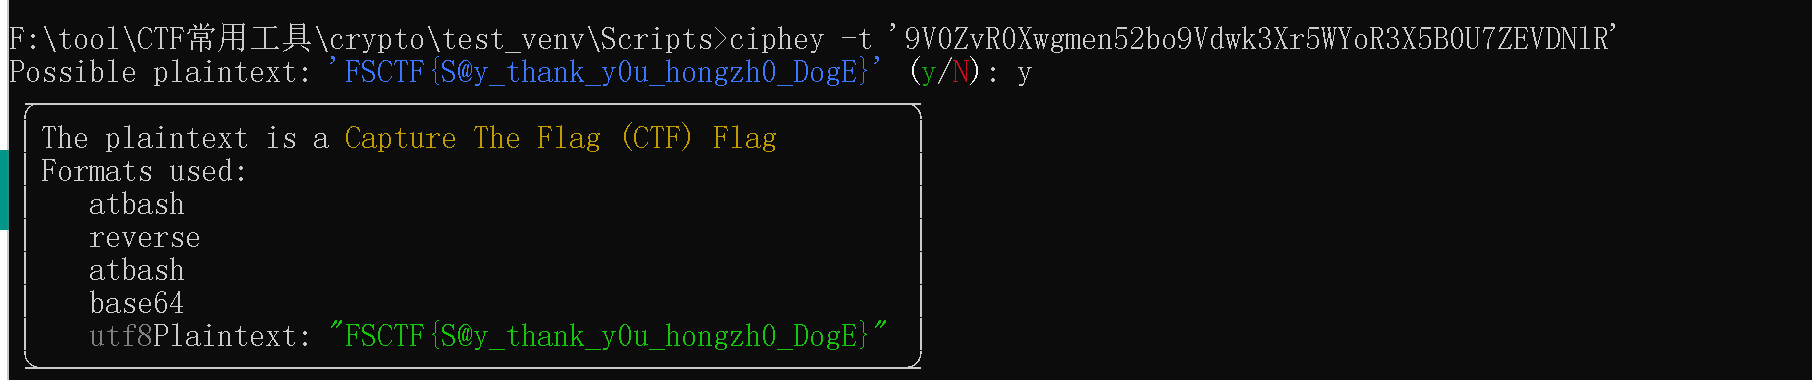 F:\tool\CTF常用工具\crypto\test_venv\Scripts>ciphey -t '9V0ZvR0Xwgmen52bo9Vdwk3Xr5WYoR3X5B0U7ZEVDNlR'
Possible plaintext: 'FSCTF{S@y_thank_y0u_hongzh0_DogE}' (y/N): y
The plaintext is a Capture The Flag (CTF) Flag
Formats used:
atbash
reverse
atbash
base64
utf8Plaintext: "FSCTF{S@y_thank_y0u_hongzh0_DogE}"